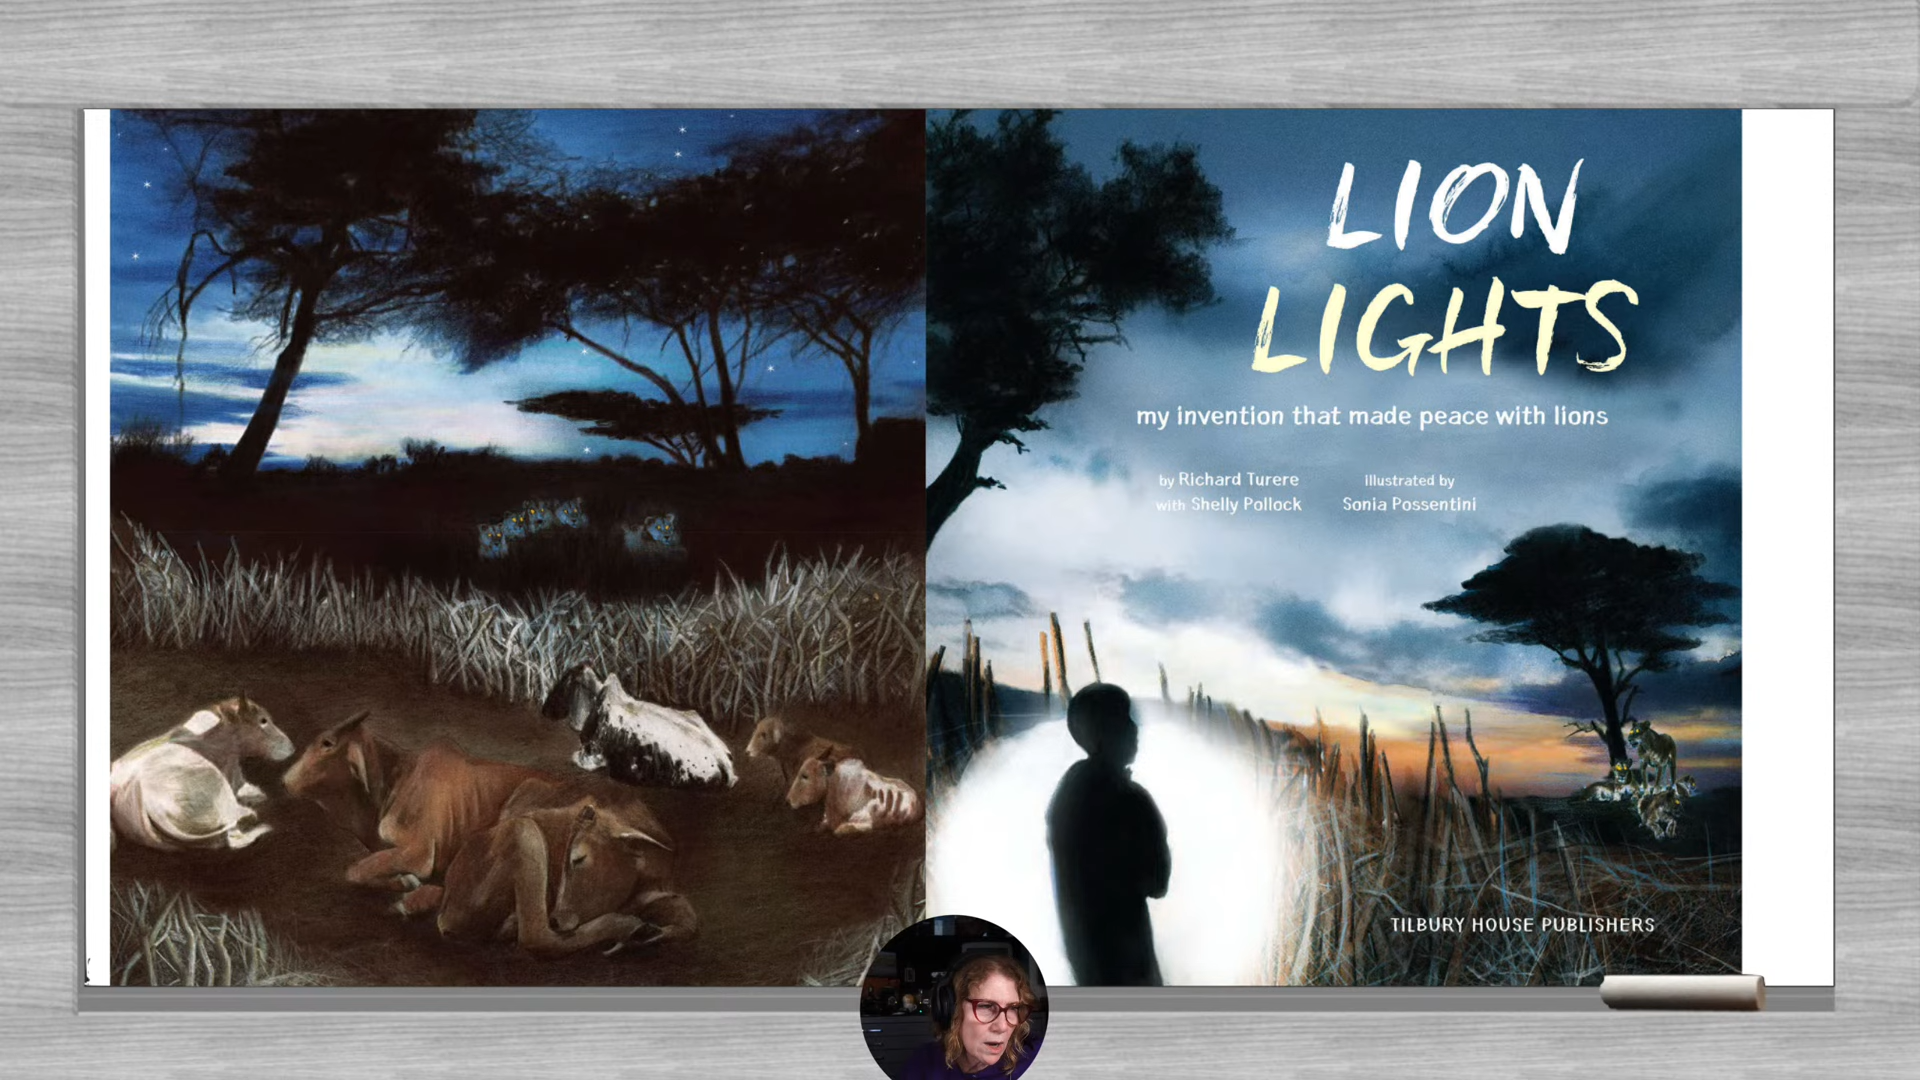 LION
LIGHTS
my invention that made peace with lions
by Richard Turere
with Shelly Pollock
illustrated by
Sonia Possentini
TILBURY HOUSE PUBLISHERS